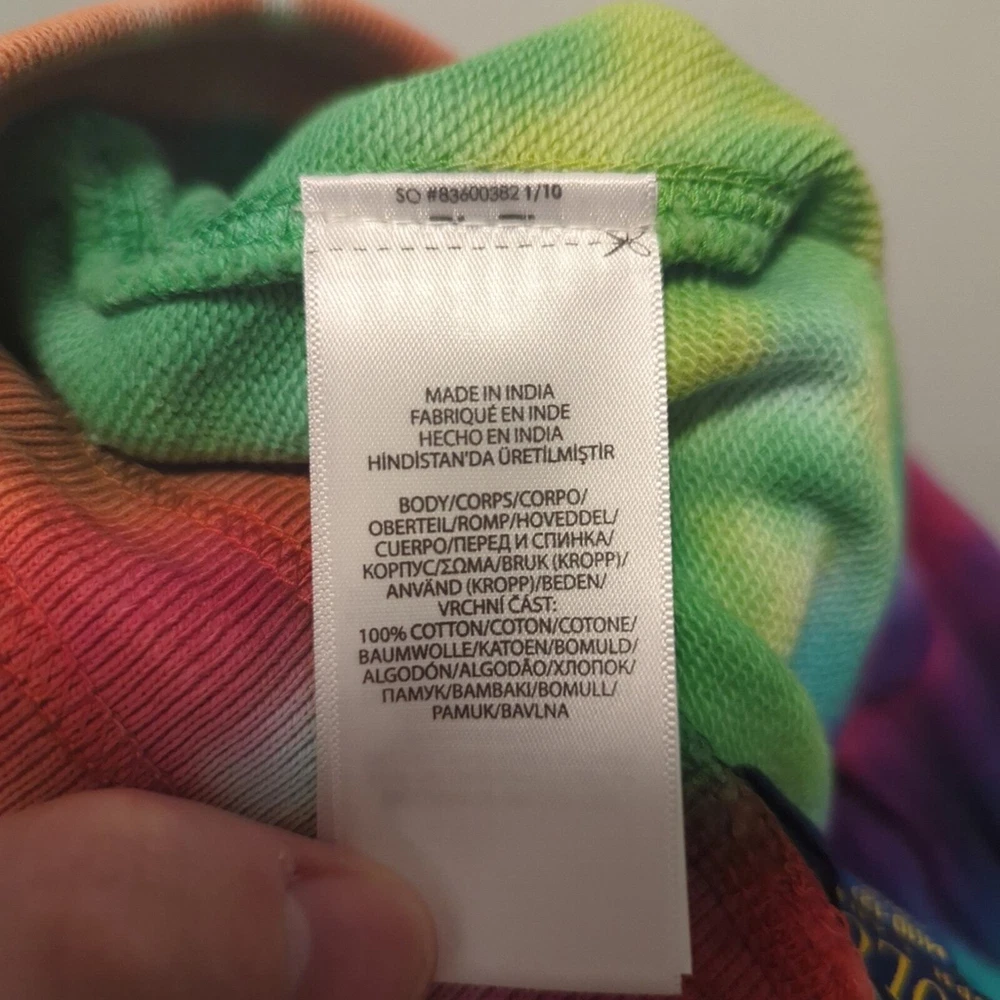 SO #83600382 1/10
MADE IN INDIA
FABRIQUÉ EN INDE
HECHO EN INDIA
HİNDİSTAN'DA ÜRETİLMİŞTİR
BODY/CORPS/CORPO/
OBERTEIL/ROMP/HOVEDDEL/
CUERPO/ПЕРЕД И СПИНКА/
КОРПУС/ΣΩΜΑ/BRUK (KROPP)/
ANVÄND (KROPP)/BEDEN/
VRCHNÍ ČÁST:
100% COTTON/COTON/COTONE/
BAUMWOLLE/KATOEN/BOMULD/
ALGODÓN/ALGODÃO/ХЛОПОК/
ПАМУК/BAMBAKI/BOMULL/
PAMUK/BAVLNA